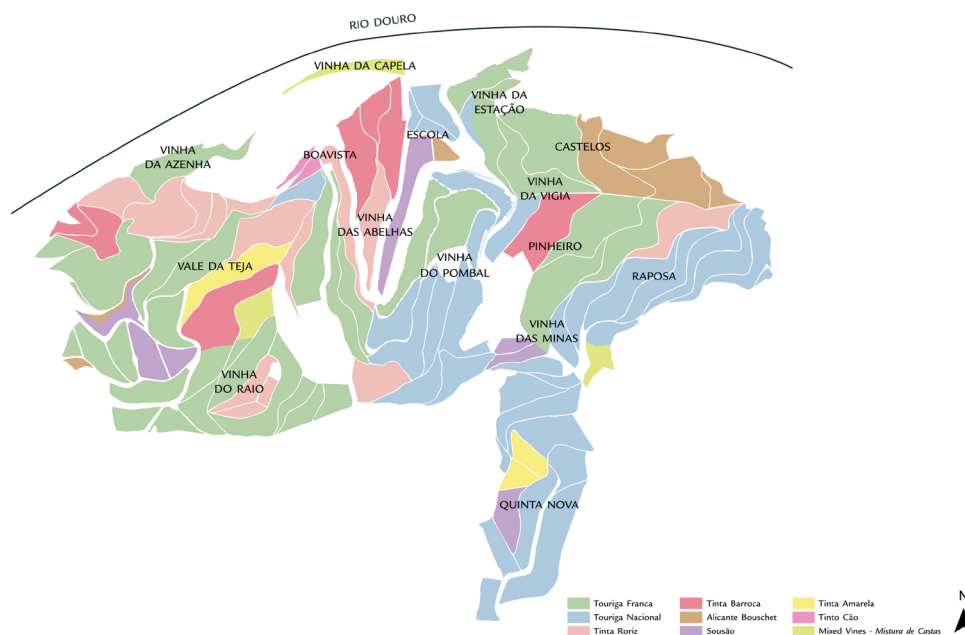 RIO DOURO
VINHA DA CAPELA
VINHA DA
ESTAÇÃO
ESCOLA
CASTELOS
VINHA
DA AZENHA
BOAVISTA
VINHA
DA VIGIA
VINHA
DAS ABELHAS
PINHEIRO
VALE DA TEJA
VINHA
DO POMBAL
RAPOSA
VINHA
DAS MINAS
VINHA
DO RAIO
QUINTA NOVA
N
Touriga Franca
Touriga Nacional
Tinta Roriz
Tinta Barroca
Alicante Bouschet
Sousão
Tinta Amarela
Tinto Cão
Mixed Vines - Mistura de Castas